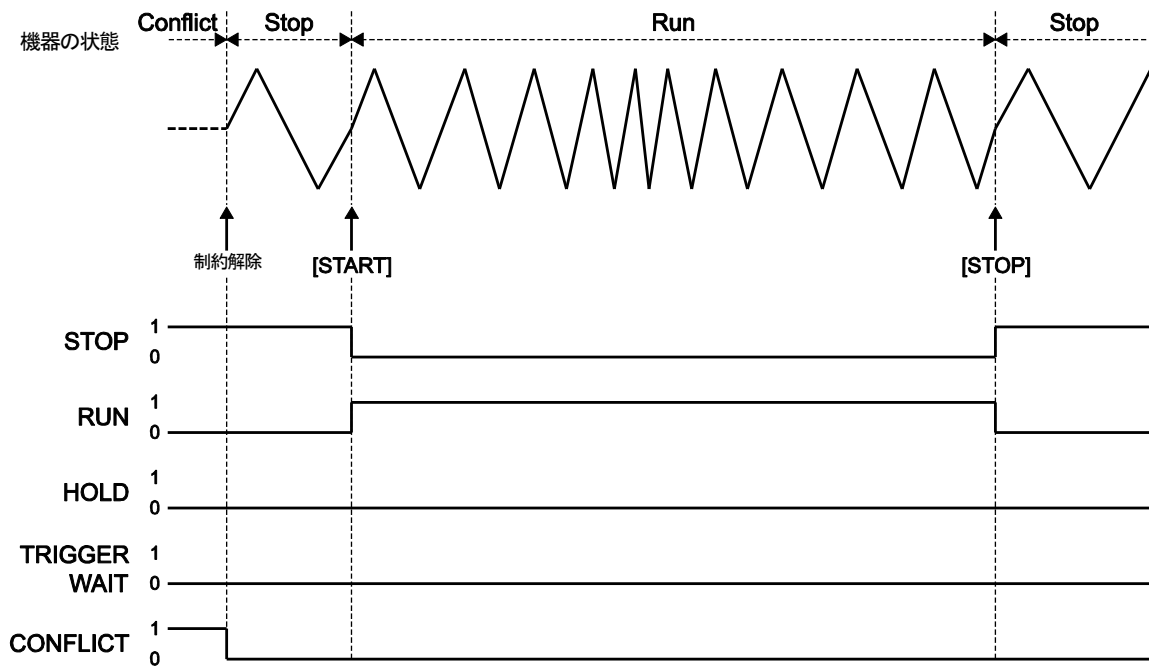 Conflict Stop Run Stop
機器の状態
制約解除 [START] [STOP]
STOP 1
0
RUN 1
0
HOLD 1
0
TRIGGER 1
WAIT 0
CONFLICT 1
0